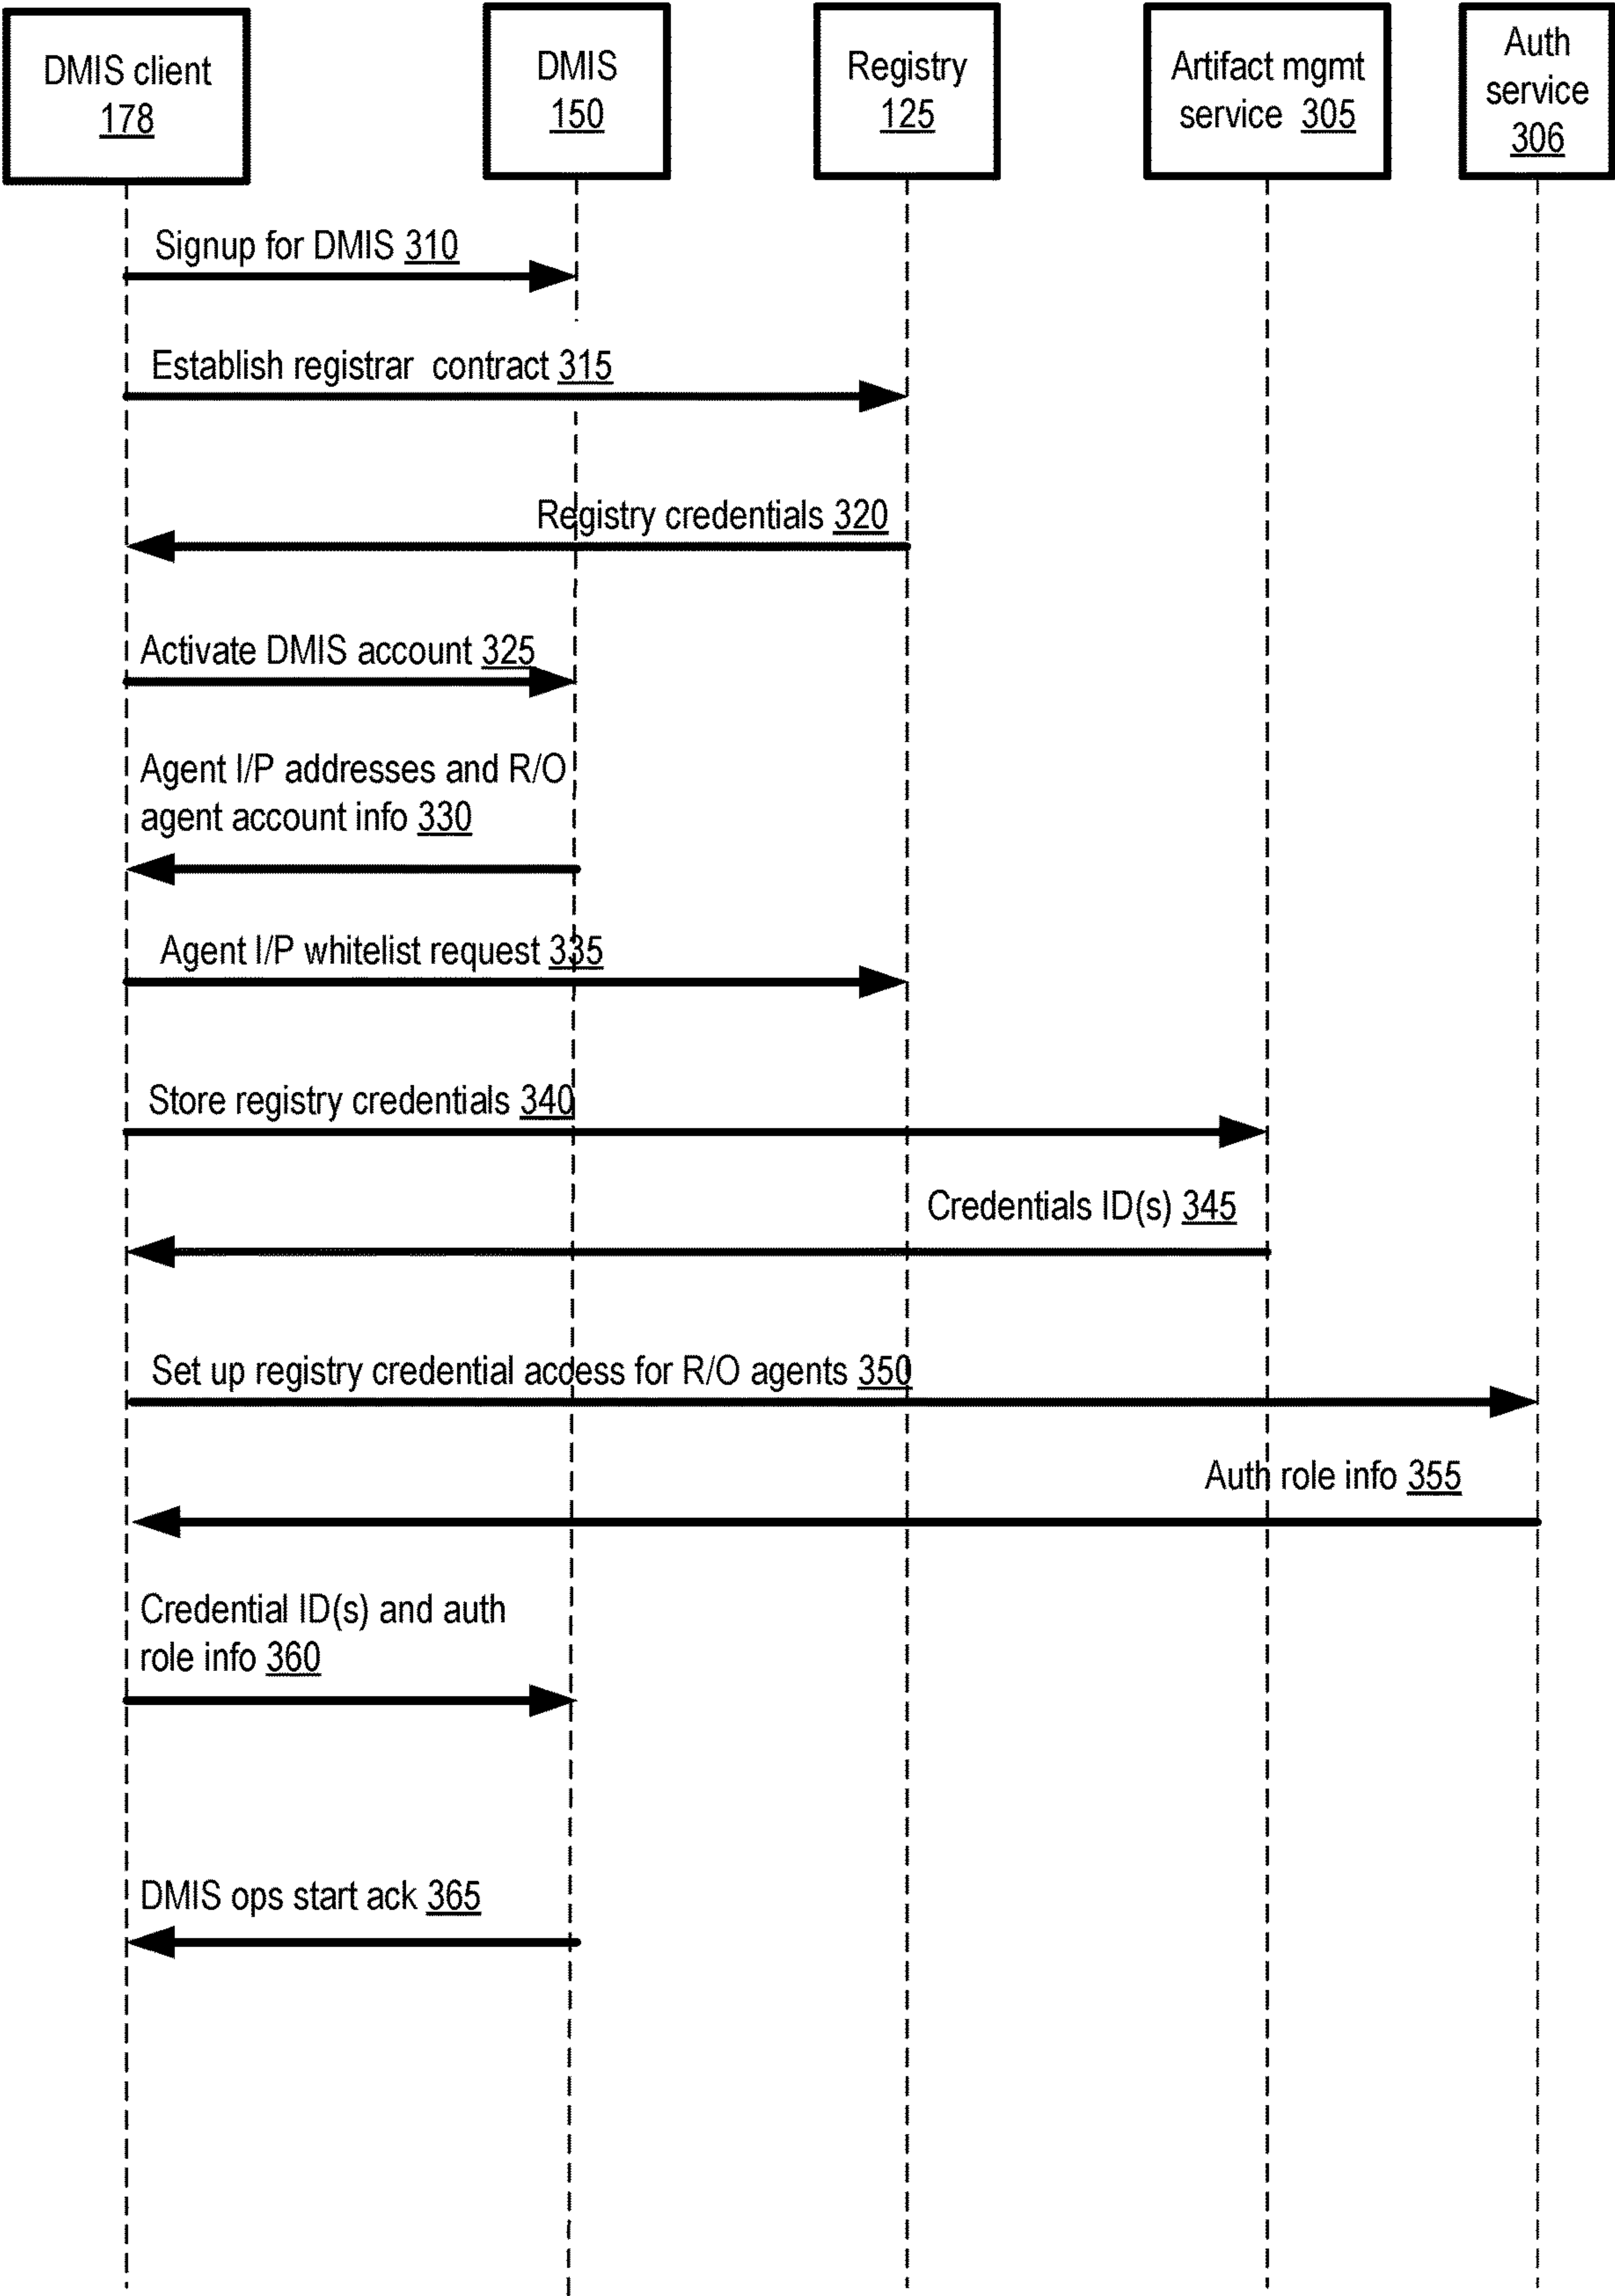 DMIS client
178
DMIS
150
Registry
125
Artifact mgmt
service 305
Auth
service
306
Signup for DMIS 310
Establish registrar contract 315
Registry credentials 320
Activate DMIS account 325
Agent I/P addresses and R/O
agent account info 330
Agent I/P whitelist request 335
Store registry credentials 340
Credentials ID(s) 345
Set up registry credential access for R/O agents 350
Auth role info 355
Credential ID(s) and auth
role info 360
DMIS ops start ack 365